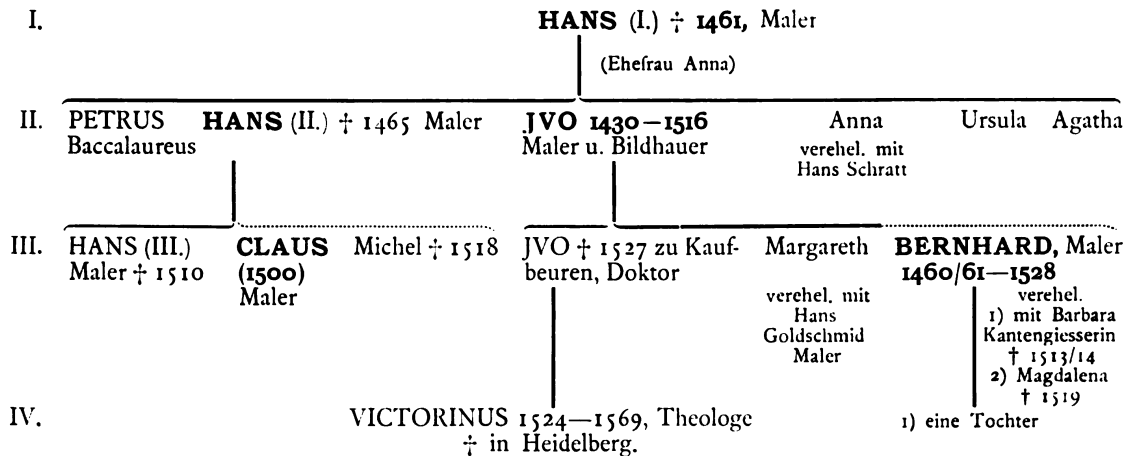 I. HANS (I.) † 1461, Maler
(Eheſrau Anna)
II. PETRUS HANS (II.) † 1465 Maler JVO 1430—1516 Anna Urſula Agatha
Baccalaureus Maler u. Bildhauer verehel. mit
Hans Schratt
III. HANS (III.) CLAUS Michel † 1518 JVO † 1527 zu Kauf- Margareth BERNHARD, Maler
Maler † 1510 (1500) beuren, Doktor 1460/61—1528
Maler verehel. mit verehel.
Hans 1) mit Barbara
Goldschmid Kantengiesserin
Maler † 1513/14
2) Magdalena
† 1519
IV. VICTORINUS 1524—1569, Theologe 1) eine Tochter
† in Heidelberg.